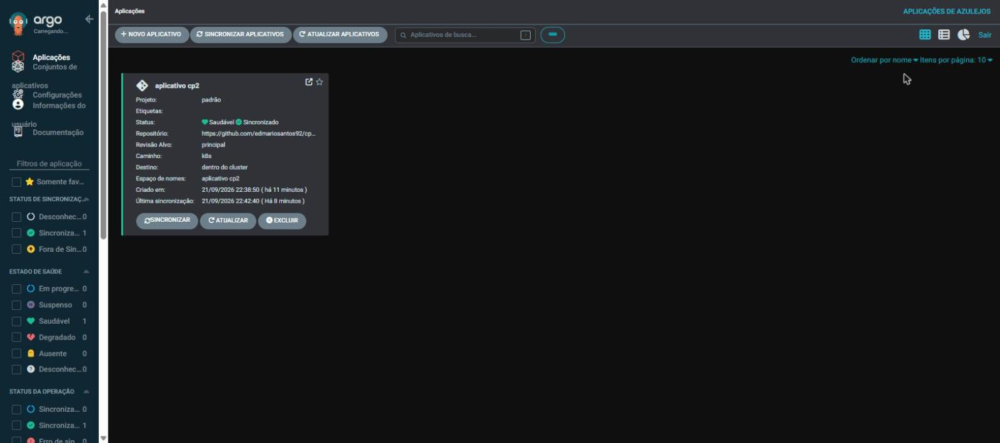 argo
Carregando...
Aplicações
Conjuntos de
aplicativos
Configurações
Informações do
usuário
Documentação
Filtros de aplicação
Somente fav...
STATUS DE SINCRONIZAÇ...
Desconhec... 0
Sincroniza... 1
Fora de Sin... 0
ESTADO DE SAÚDE
Em progre... 0
Suspenso 0
Saudável 1
Degradado 0
Ausente 0
Desconhec... 0
STATUS DA OPERAÇÃO
Sincroniza... 0
Sincroniza... 1
Erro de sin... 0
Aplicações
APLICAÇÕES DE AZULEJOS
+ NOVO APLICATIVO SINCRONIZAR APLICATIVOS ATUALIZAR APLICATIVOS Aplicativos de busca... / Sair
Ordenar por nome Itens por página: 10
aplicativo cp2
Projeto: padrão
Etiquetas:
Status: Saudável Sincronizado
Repositório: https://github.com/edmariosantos92/cp...
Revisão Alvo: principal
Caminho: k8s
Destino: dentro do cluster
Espaço de nomes: aplicativo cp2
Criado em: 21/09/2026 22:38:50 ( há 11 minutos )
Última sincronização: 21/09/2026 22:42:40 ( Há 8 minutos )
SINCRONIZAR ATUALIZAR EXCLUIR